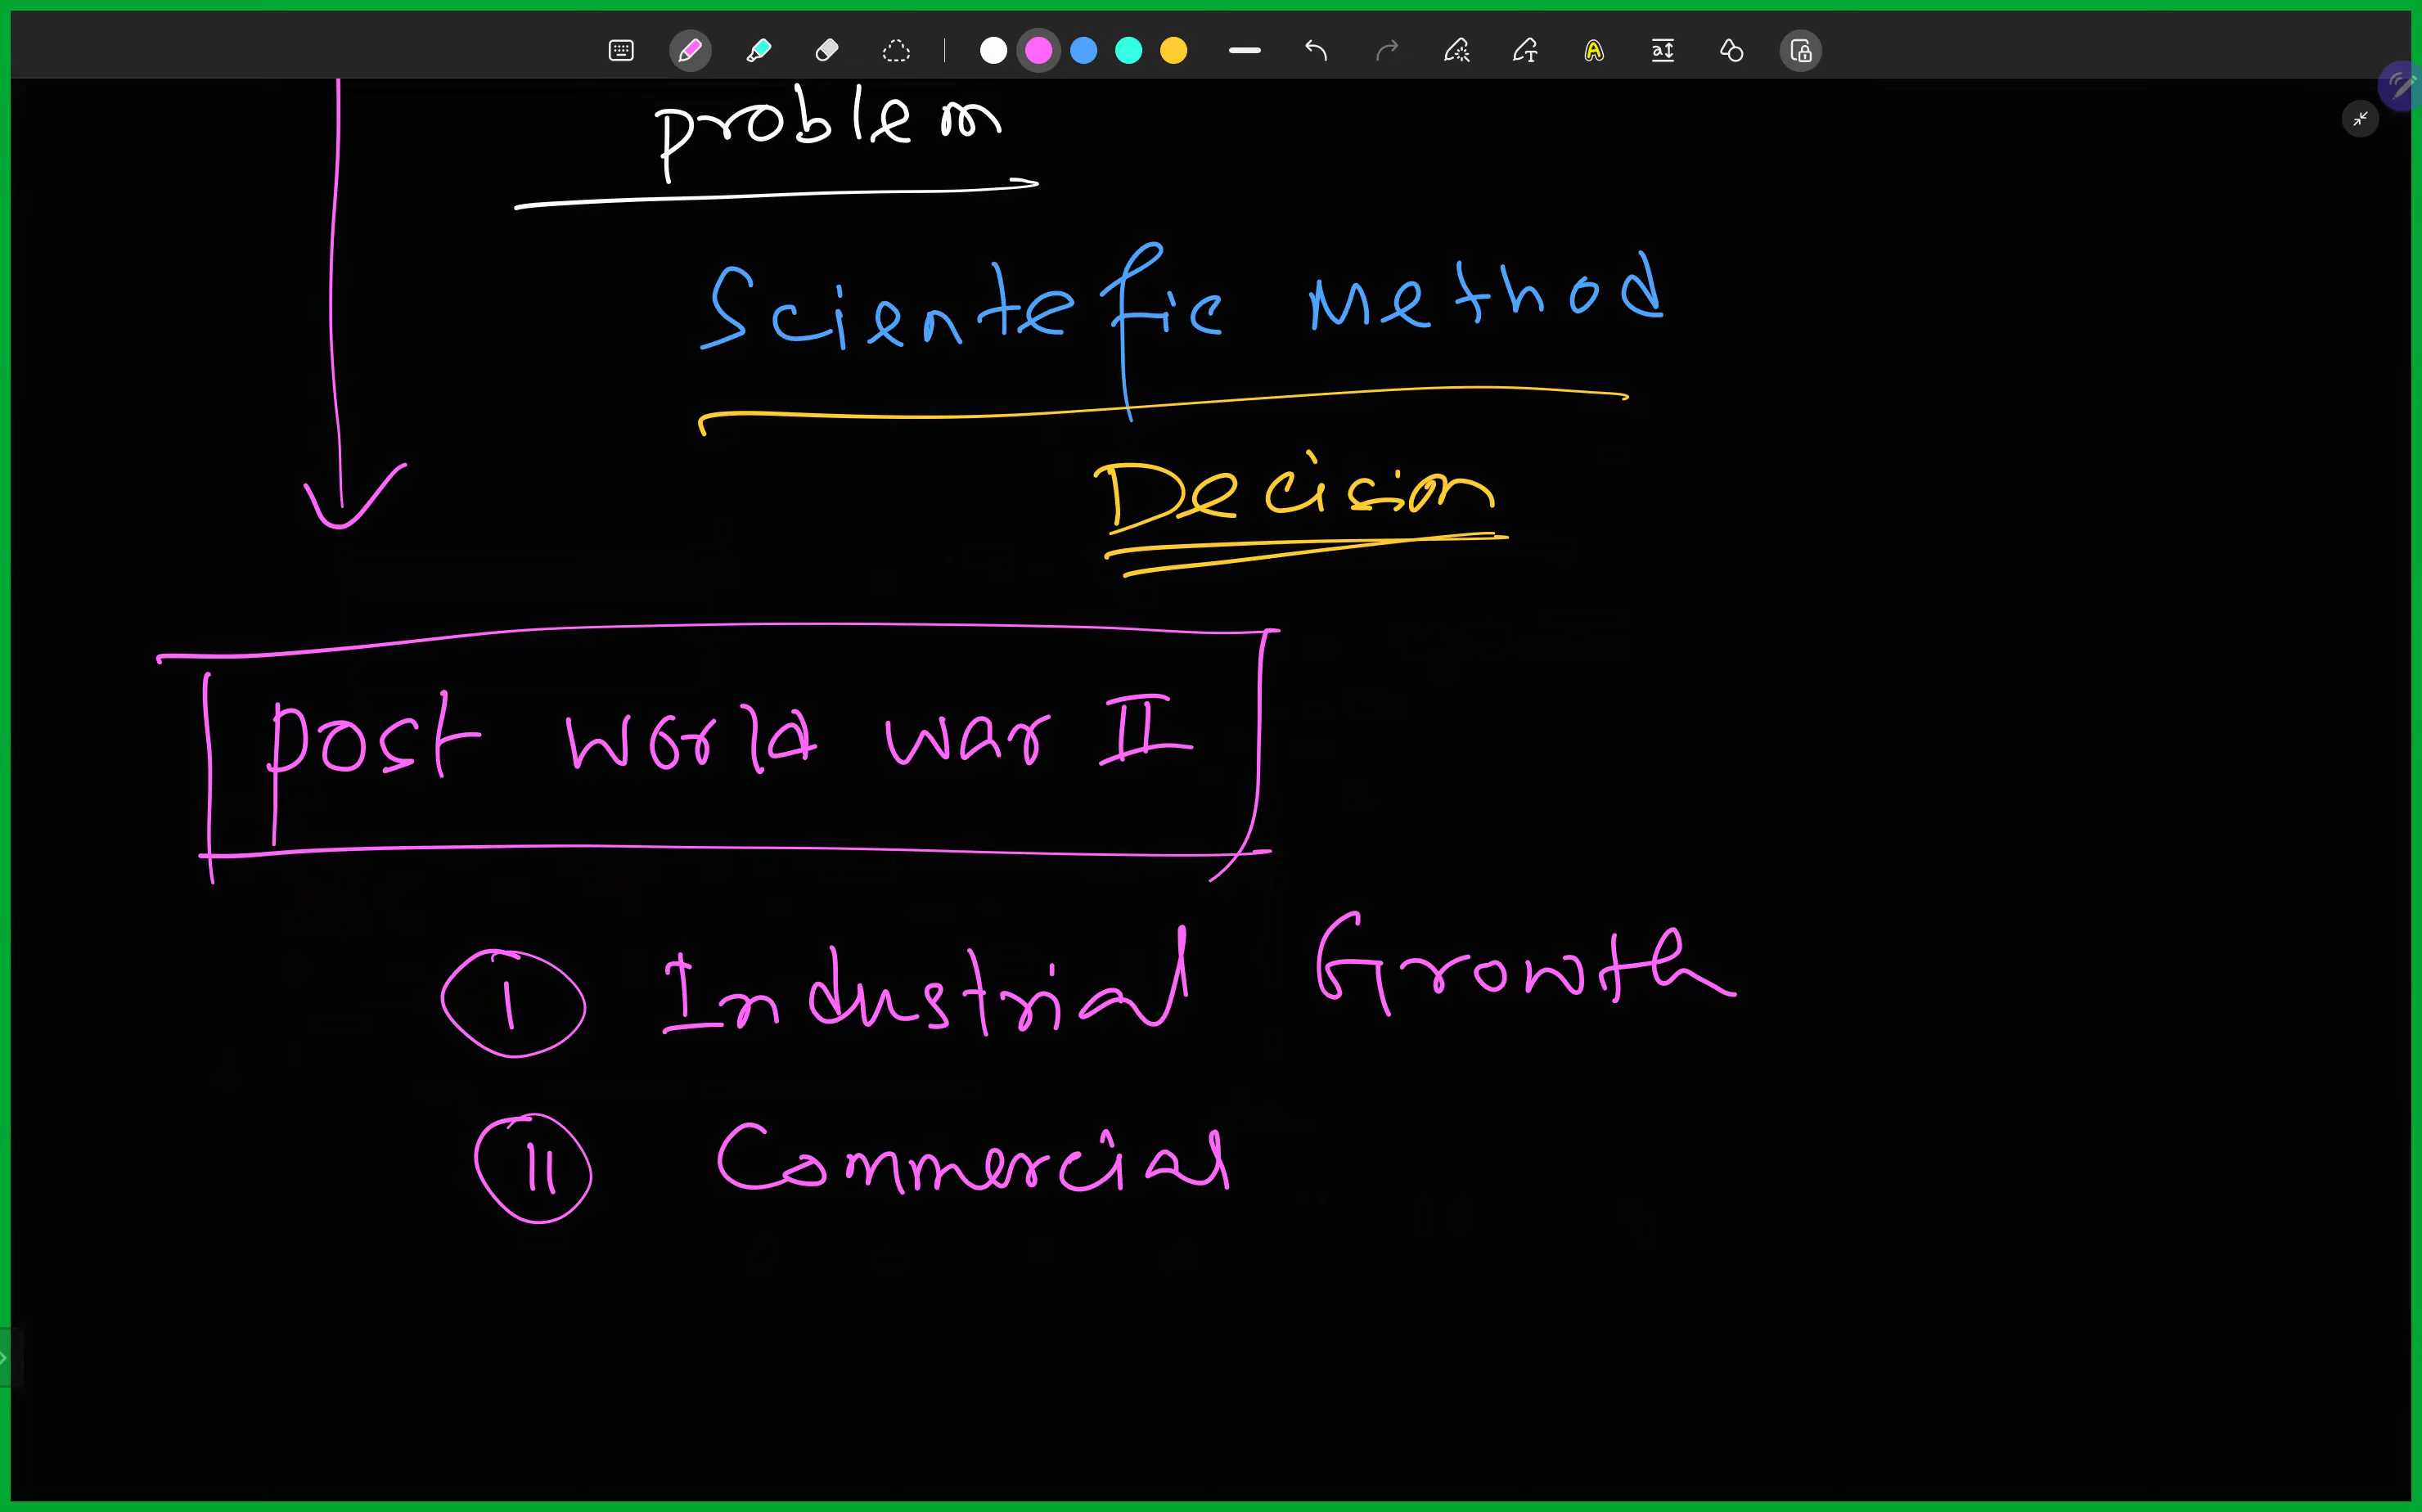 problem
Scientefic method
Decision
Post World War II
I Industrial Growth
II Commercial